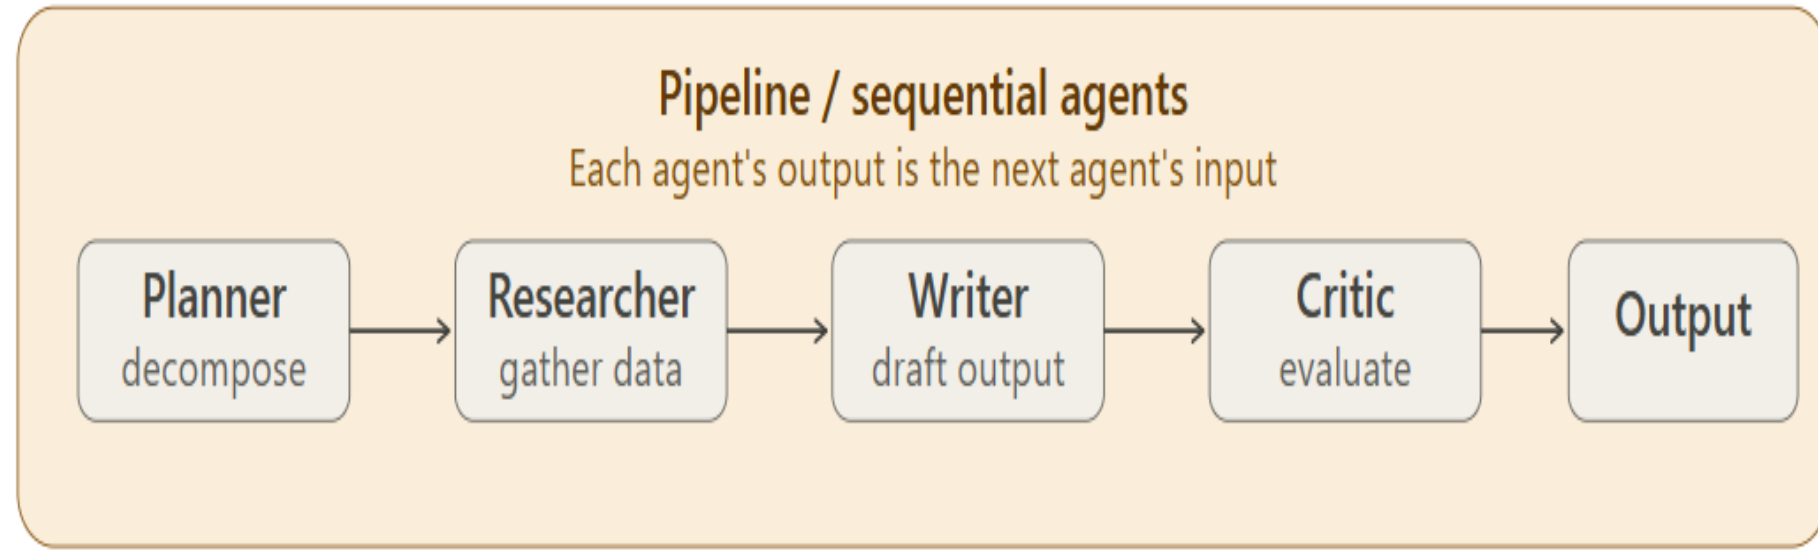 Pipeline / sequential agents
Each agent's output is the next agent's input
Planner
decompose
Researcher
gather data
Writer
draft output
Critic
evaluate
Output